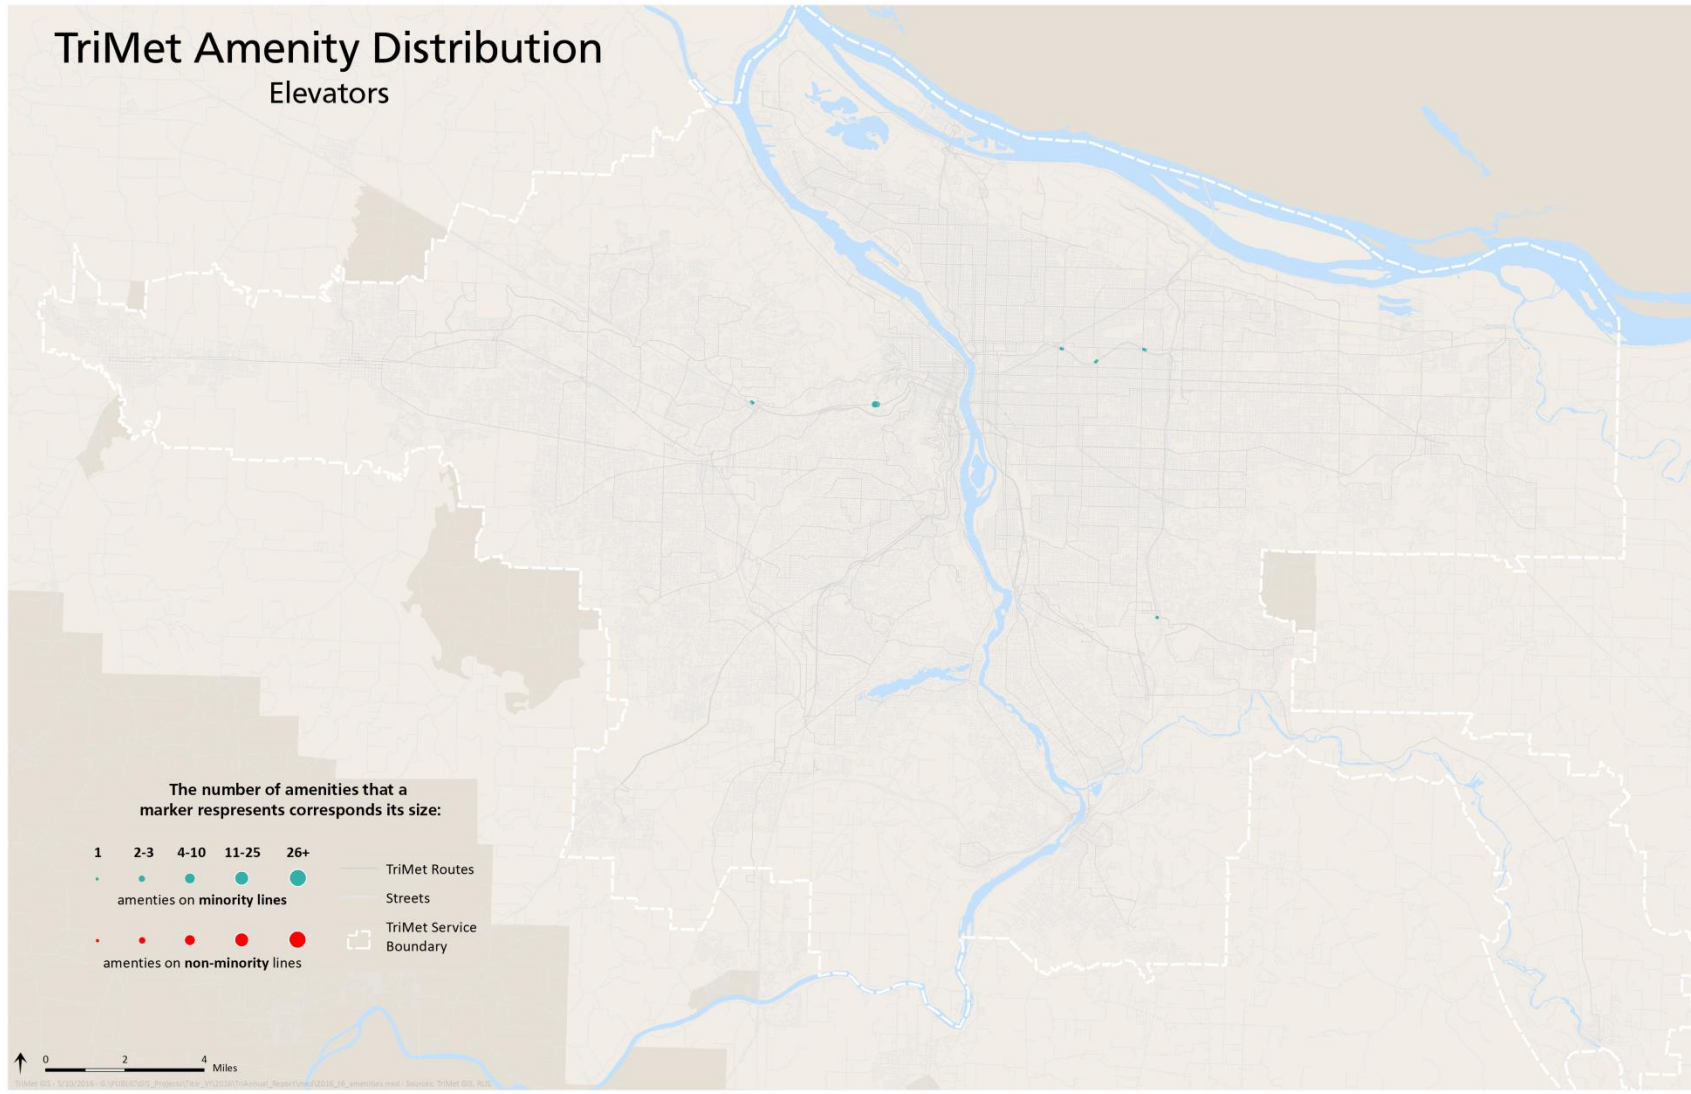 TriMet Amenity Distribution
Elevators
The number of amenities that a
marker respresents corresponds its size:
1 2-3 4-10 11-25 26+
amenties on minority lines
amenties on non-minority lines
TriMet Routes
Streets
TriMet Service
Boundary
0 2 4
Miles